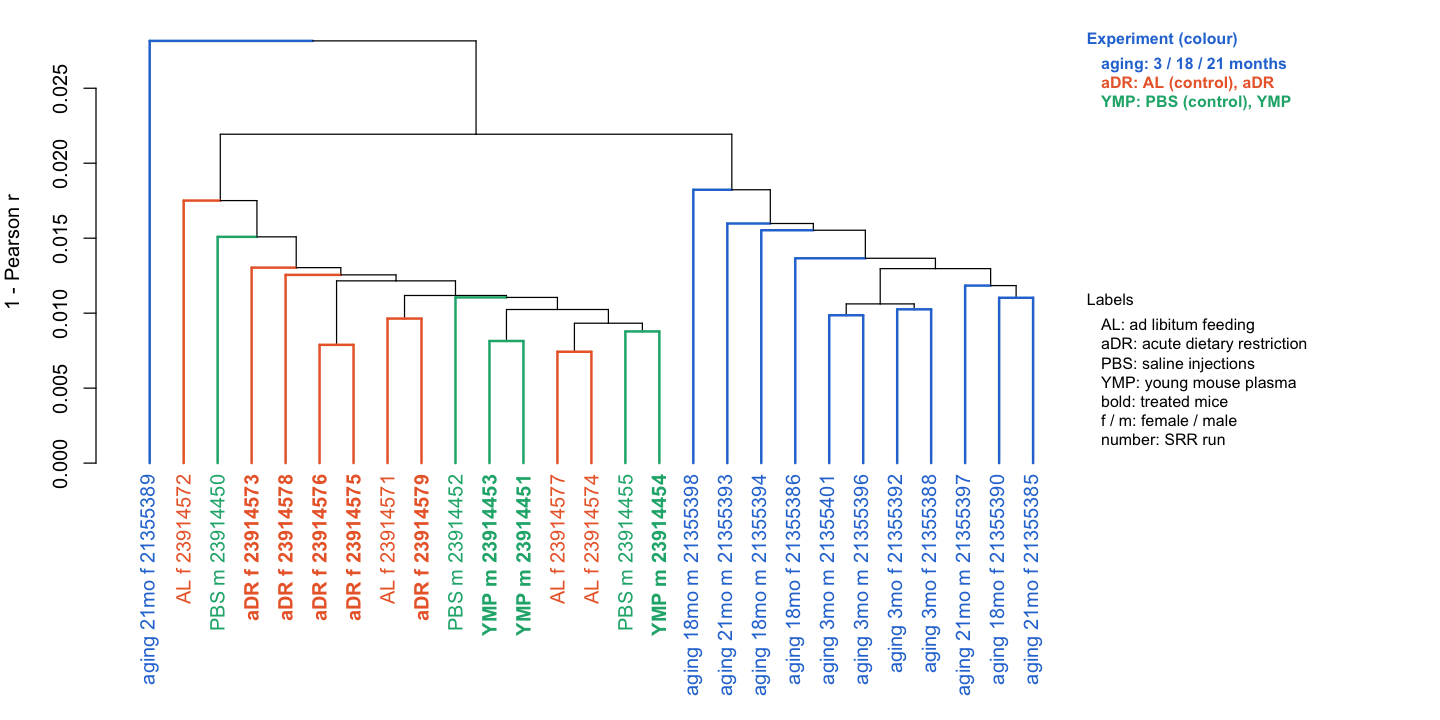 Experiment (colour)
aging: 3 / 18 / 21 months
aDR: AL (control), aDR
YMP: PBS (control), YMP
1 - Pearson r
0.025
0.020
0.015
0.010
0.005
0.000
Labels
AL: ad libitum feeding
aDR: acute dietary restriction
PBS: saline injections
YMP: young mouse plasma
bold: treated mice
f / m: female / male
number: SRR run
aging 21mo f 21355389
AL f 23914572
PBS m 23914450
aDR f 23914573
aDR f 23914578
aDR f 23914576
aDR f 23914575
AL f 23914571
aDR f 23914579
PBS m 23914452
YMP m 23914453
YMP m 23914451
AL f 23914577
AL f 23914574
PBS m 23914455
YMP m 23914454
aging 18mo m 21355398
aging 21mo m 21355393
aging 18mo m 21355394
aging 18mo f 21355386
aging 3mo m 21355401
aging 3mo m 21355396
aging 3mo f 21355392
aging 3mo f 21355388
aging 21mo m 21355397
aging 18mo f 21355390
aging 21mo f 21355385